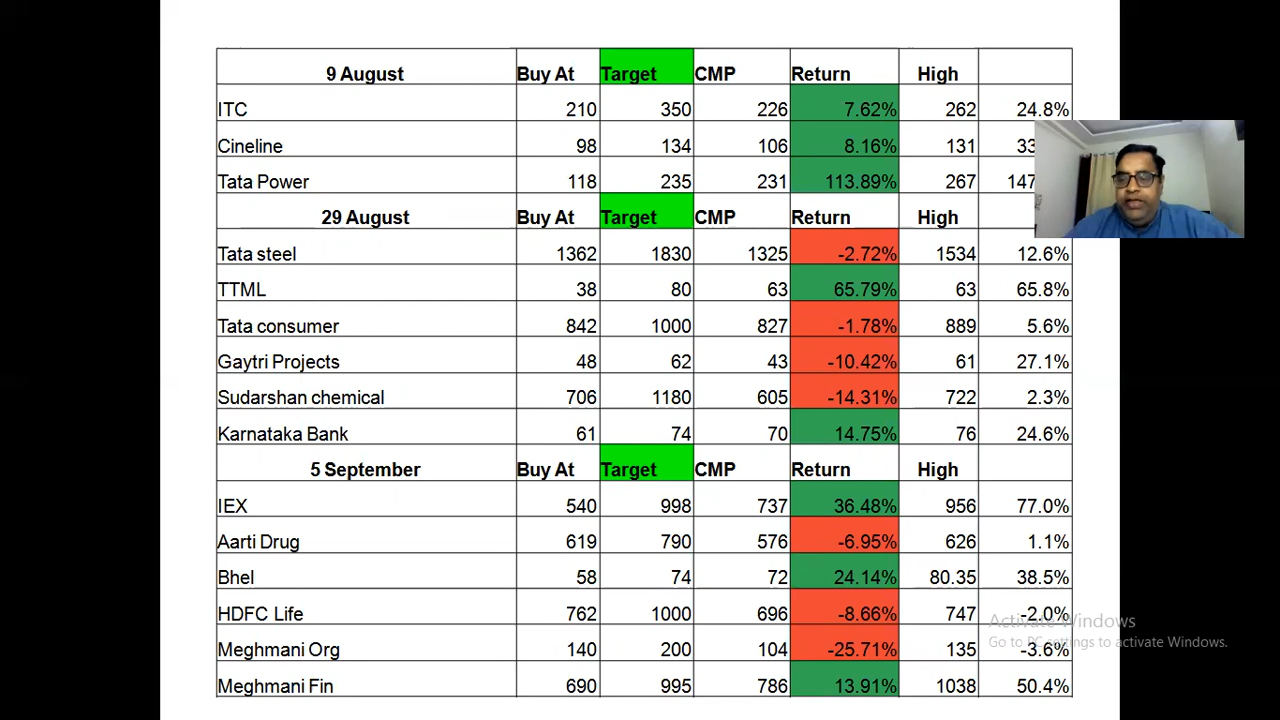 9 August Buy At Target CMP Return High
ITC 210 350 226 7.62% 262 24.8%
Cineline 98 134 106 8.16% 131 33
Tata Power 118 235 231 113.89% 267 147
29 August Buy At Target CMP Return High
Tata steel 1362 1830 1325 -2.72% 1534 12.6%
TTML 38 80 63 65.79% 63 65.8%
Tata consumer 842 1000 827 -1.78% 889 5.6%
Gaytri Projects 48 62 43 -10.42% 61 27.1%
Sudarshan chemical 706 1180 605 -14.31% 722 2.3%
Karnataka Bank 61 74 70 14.75% 76 24.6%
5 September Buy At Target CMP Return High
IEX 540 998 737 36.48% 956 77.0%
Aarti Drug 619 790 576 -6.95% 626 1.1%
Bhel 58 74 72 24.14% 80.35 38.5%
HDFC Life 762 1000 696 -8.66% 747 -2.0%
Activate Windows
Go to PC settings to activate Windows.
Meghmani Org 140 200 104 -25.71% 135 -3.6%
Meghmani Fin 690 995 786 13.91% 1038 50.4%